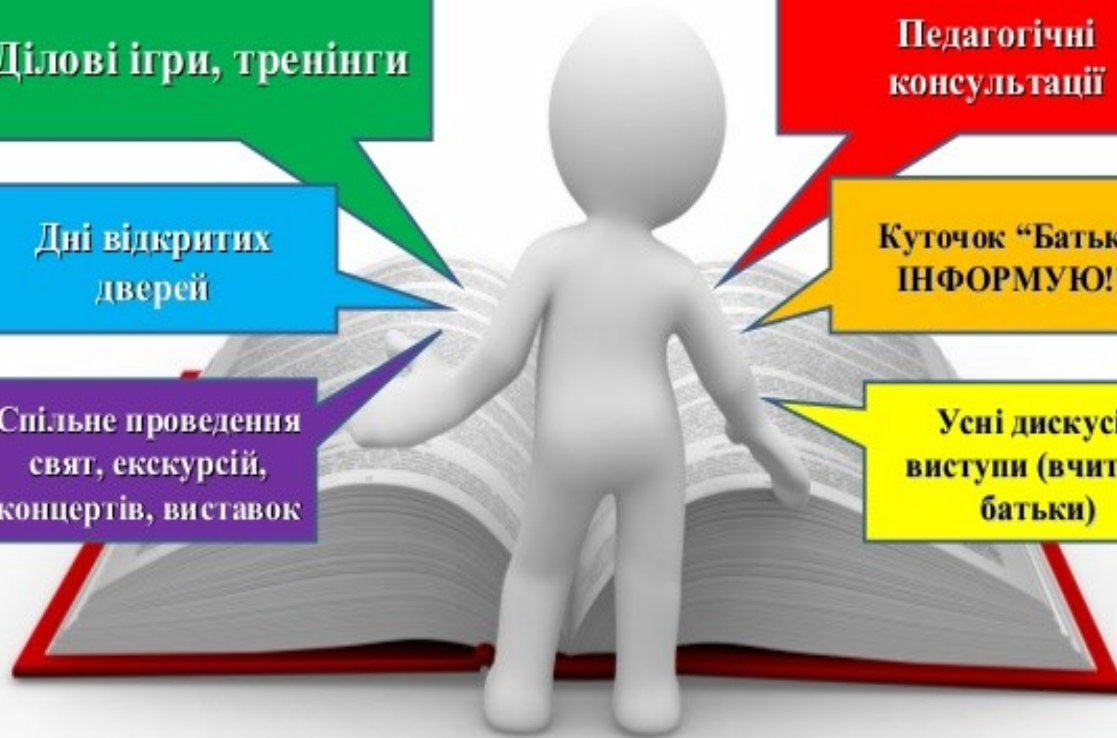 Ділові ігри, тренінги
Дні відкритих
дверей
Спільне проведення
свят, екскурсій,
концертів, виставок
Педагогічні
консультації
Куточок
ІНФОРМУЮ!
Усні
виступи
батьки)